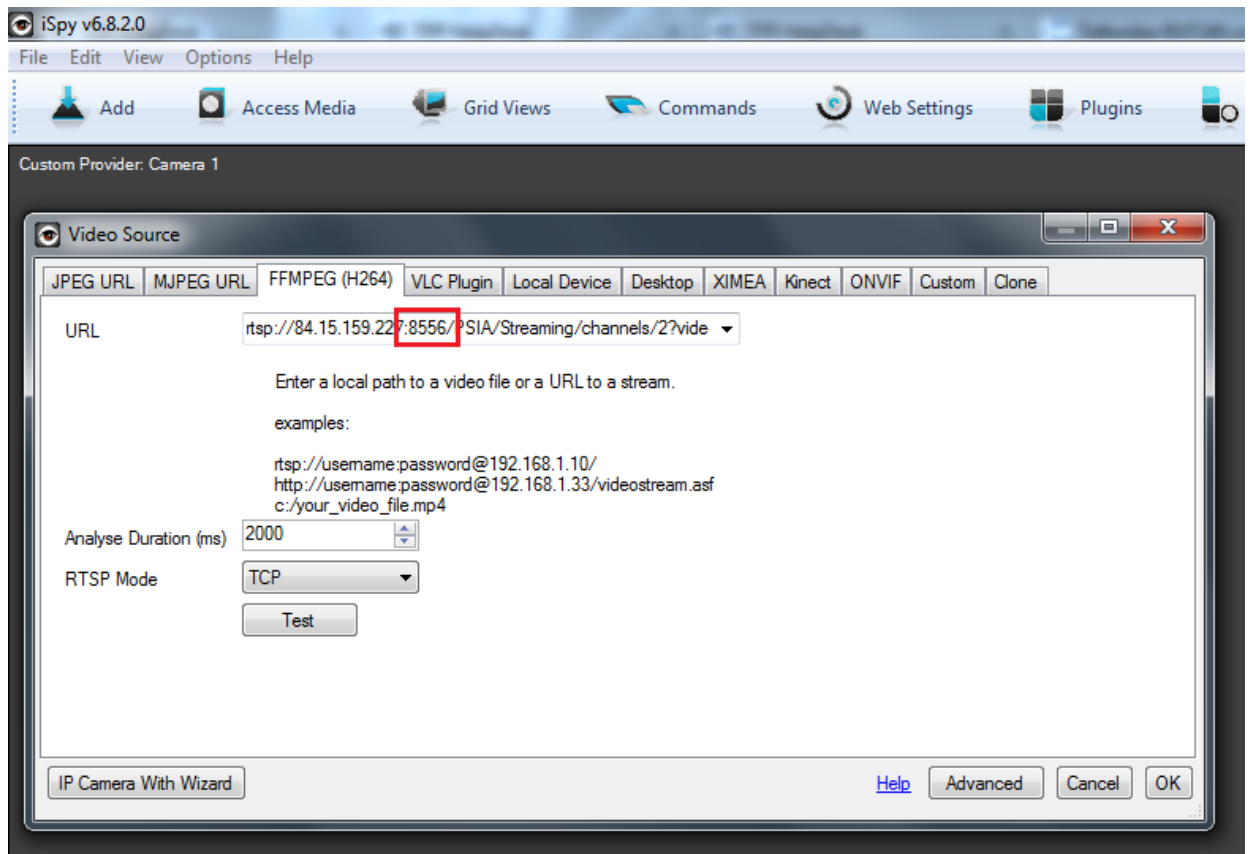 iSpy v6.8.2.0
File Edit View Options Help
Add Access Media Grid Views Commands Web Settings Plugins
Custom Provider: Camera 1
Video Source
JPEG URL MJPEG URL FFMPEG (H264) VLC Plugin Local Device Desktop XIMEA Kinect ONVIF Custom Clone
URL rtsp://84.15.159.227:8556/PSIA/Streaming/channels/2?vide
Enter a local path to a video file or a URL to a stream.
examples:
rtsp://username:password@192.168.1.10/
http://username:password@192.168.1.33/videostream.asf
c:/your_video_file.mp4
Analyse Duration (ms) 2000
RTSP Mode TCP
Test
IP Camera With Wizard Help Advanced Cancel OK